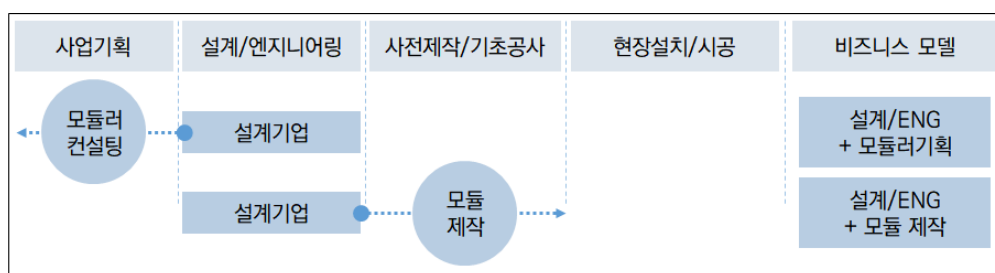 사업기획
설계/엔지니어링
사전제작/기초공사
현장설치/시공
비즈니스 모델
모듈러
컨설팅
설계기업
설계/ENG
+ 모듈러기획
설계기업
모듈
제작
설계/ENG
+ 모듈 제작